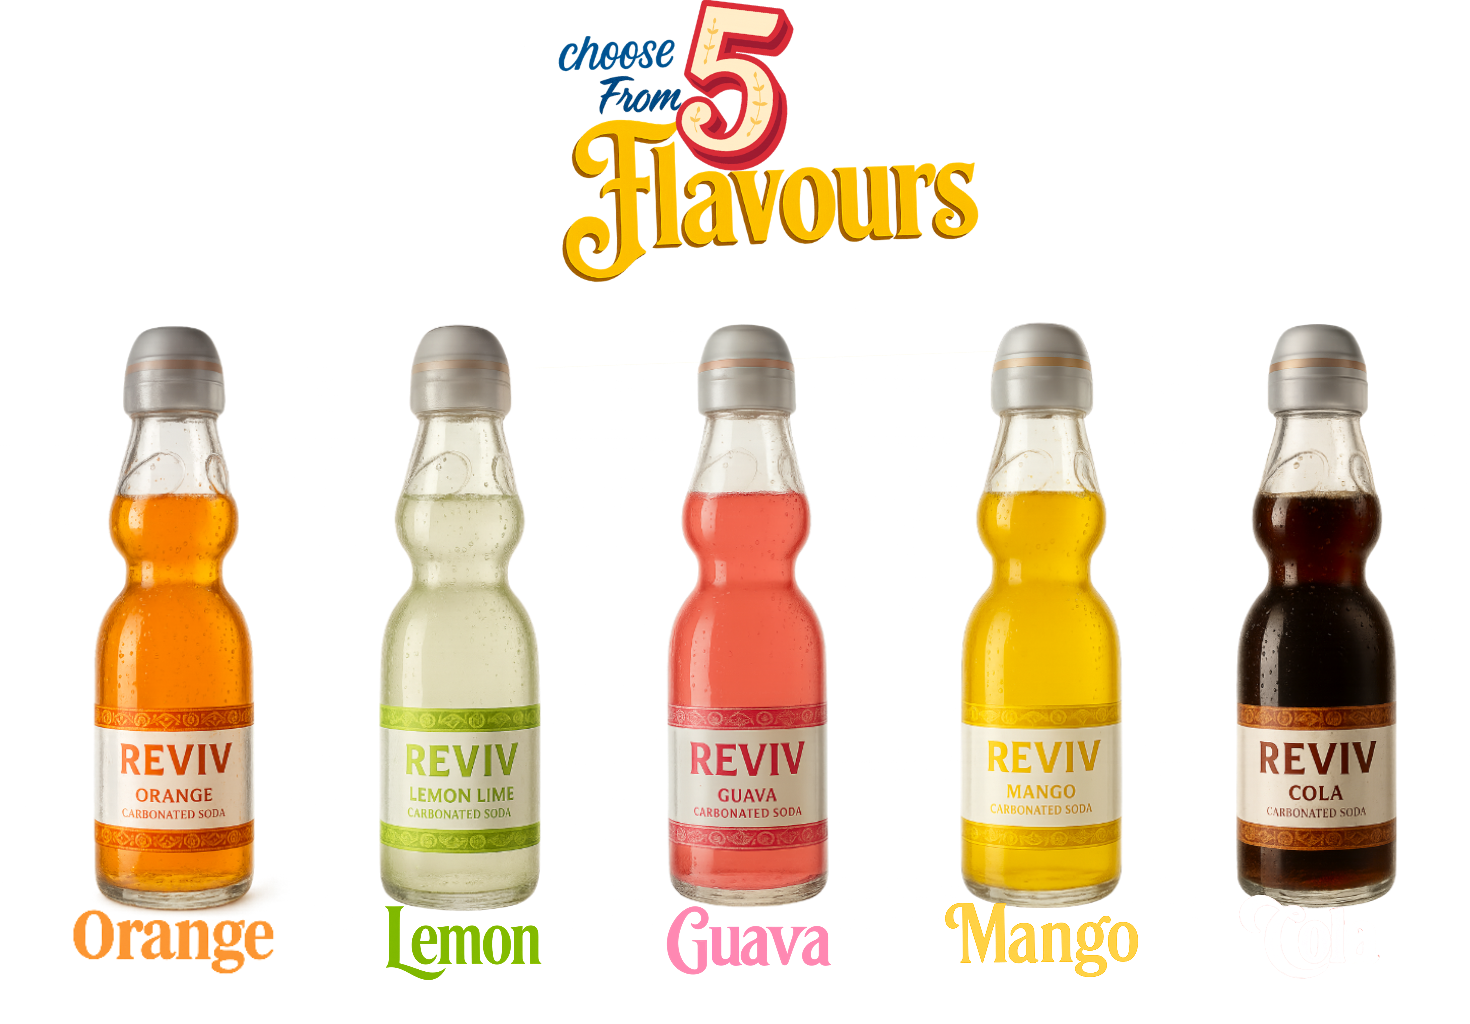 choose
From 5
Flavours
REVIV
ORANGE
CARBONATED SODA
REVIV
LEMON LIME
CARBONATED SODA
REVIV
GUAVA
CARBONATED SODA
REVIV
MANGO
CARBONATED SODA
REVIV
COLA
CARBONATED SODA
Orange
Lemon
Guava
Mango
Cola